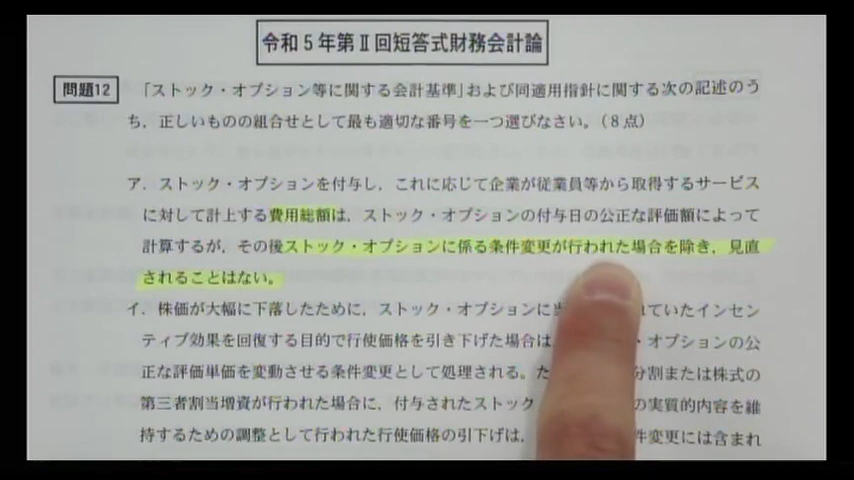 令和5年第Ⅱ回短答式財務会計論
問題12 「ストック・オプション等に関する会計基準」および同適用指針に関する次の記述のう
ち，正しいものの組合せとして最も適切な番号を一つ選びなさい。（8点）
ア．ストック・オプションを付与し，これに応じて企業が従業員等から取得するサービス
に対して計上する費用総額は，ストック・オプションの付与日の公正な評価額によって
計算するが，その後ストック・オプションに係る条件変更が行われた場合を除き，見直
されることはない。
イ．株価が大幅に下落したために，ストック・オプションに れていたインセン
ティブ効果を回復する目的で行使価格を引き下げた場合は ・オプションの公
正な評価単価を変動させる条件変更として処理される。 分割または株式の
第三者割当増資が行われた場合に，付与されたストック の実質的内容を維
持するための調整として行われた行使価格の引下げは， 件変更には含まれ